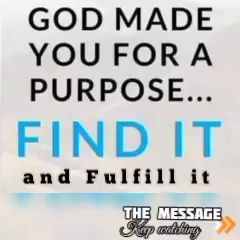 GOD MADE
YOU FOR A
PURPOSE...
FIND IT
and Fulfill it
THE MESSAGE
Keep watching